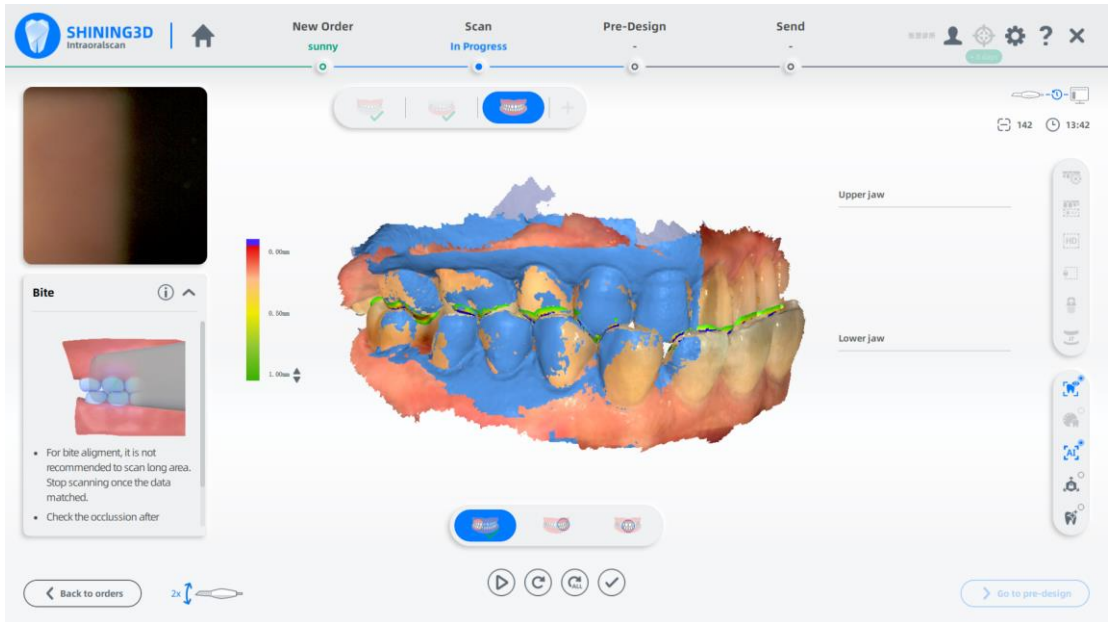 SHINING3D
Intraoralscan
New Order
sunny
Scan
In Progress
Pre-Design
-
Send
-
?
142
13:42
Upper jaw
Lower jaw
0.00mm
0.50mm
1.00mm
HD
AI
Bite
For bite aligment, it is not
recommended to scan long area.
Stop scanning once the data
matched.
Check the occlussion after
ALL
Back to orders
2x
Go to pre-design